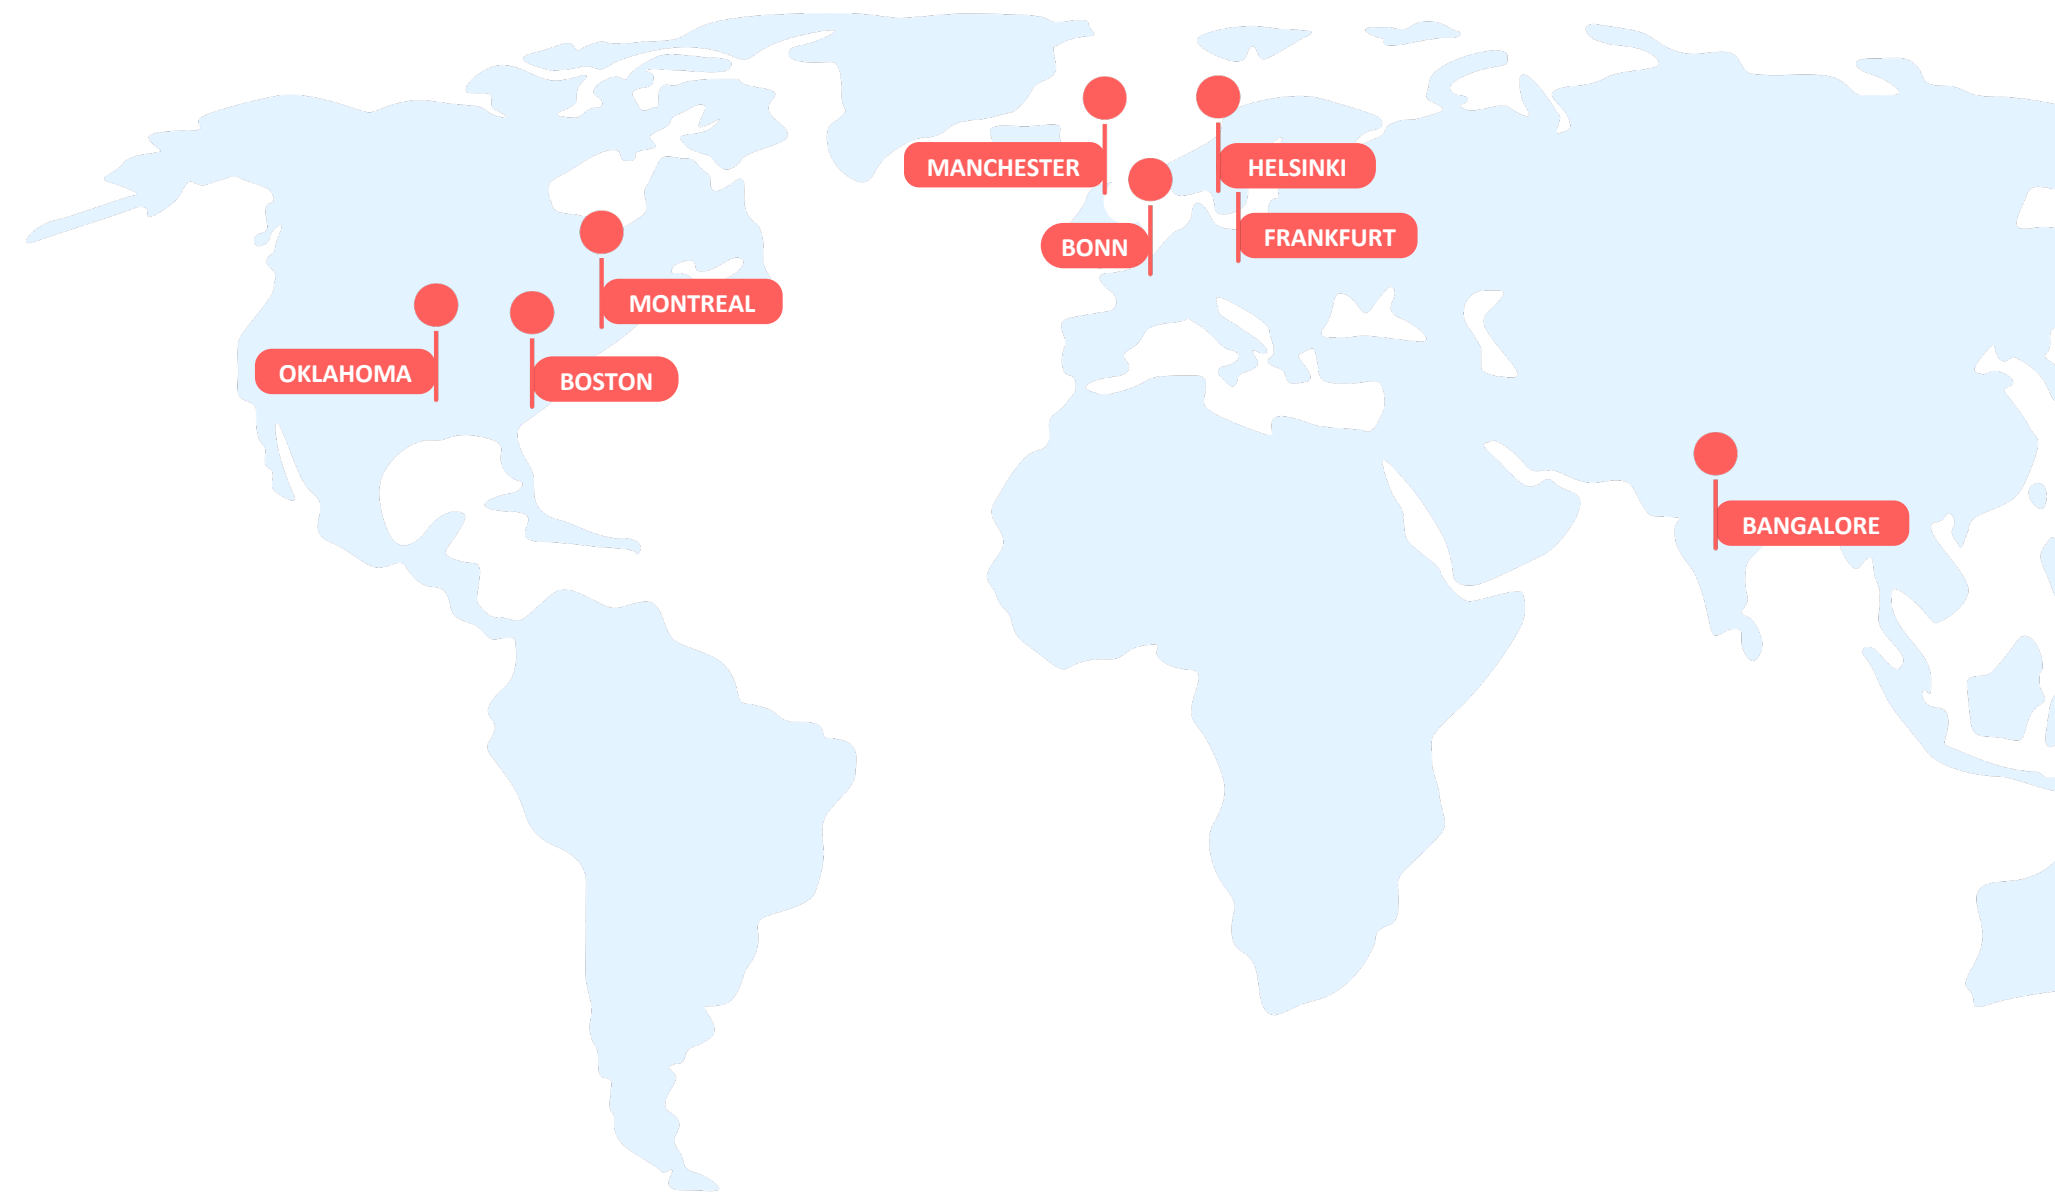 MANCHESTER
HELSINKI
BONN
FRANKFURT
MONTREAL
OKLAHOMA
BOSTON
BANGALORE